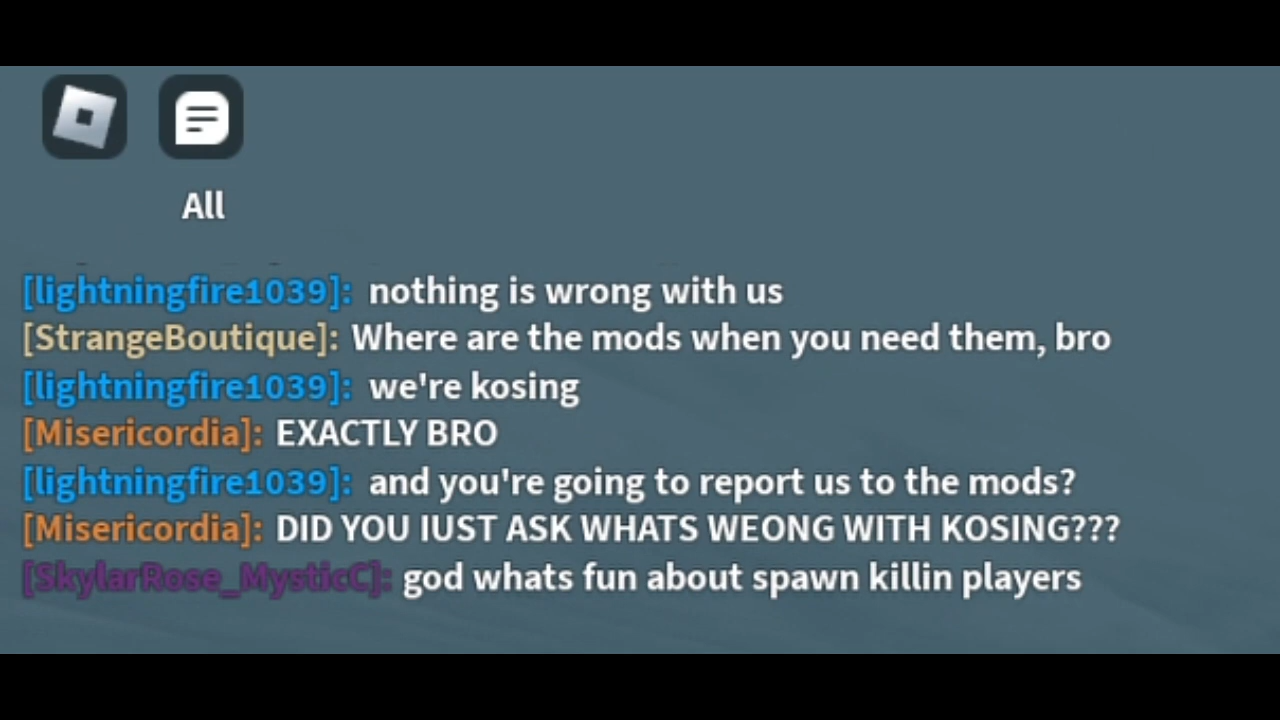 All
[lightningfire1039]: nothing is wrong with us
[StrangeBoutique]: Where are the mods when you need them, bro
[lightningfire1039]: we're kosing
[Misericordia]: EXACTLY BRO
[lightningfire1039]: and you're going to report us to the mods?
[Misericordia]: DID YOU IUST ASK WHATS WEONG WITH KOSING???
[SkylarRose_MysticC]: god whats fun about spawn killin players